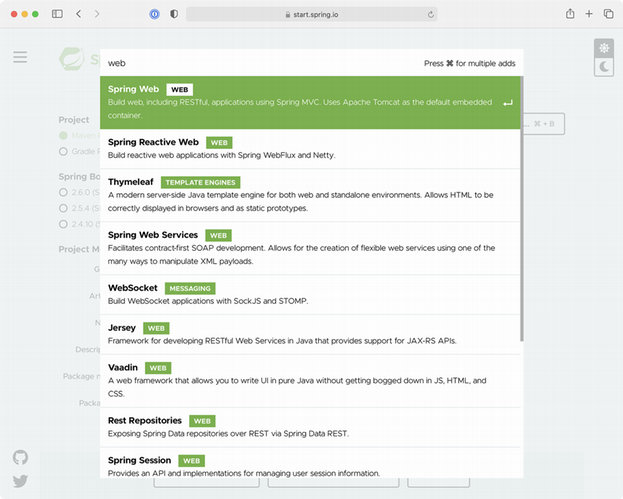 start.spring.io
web
Press ⌘ for multiple adds
Spring Web WEB
Build web, including RESTful, applications using Spring MVC. Uses Apache Tomcat as the default embedded
container.
Project
... ⌘ + B
Maven
Spring Reactive Web WEB
Gradle P
Build reactive web applications with Spring WebFlux and Netty.
Spring Bo
Thymeleaf TEMPLATE ENGINES
2.6.0 (S
A modern server-side Java template engine for both web and standalone environments. Allows HTML to be
2.5.4 (S
correctly displayed in browsers and as static prototypes.
2.4.10 (
Spring Web Services WEB
Project M
Facilitates contract-first SOAP development. Allows for the creation of flexible web services using one of the
many ways to manipulate XML payloads.
G
WebSocket MESSAGING
Art
Build WebSocket applications with SockJS and STOMP.
N
Jersey WEB
Framework for developing RESTful Web Services in Java that provides support for JAX-RS APIs.
Descrip
Vaadin WEB
Package n
A web framework that allows you to write UI in pure Java without getting bogged down in JS, HTML, and
CSS.
Packa
Rest Repositories WEB
Exposing Spring Data repositories over REST via Spring Data REST.
Spring Session WEB
Provides an API and implementations for managing user session information.